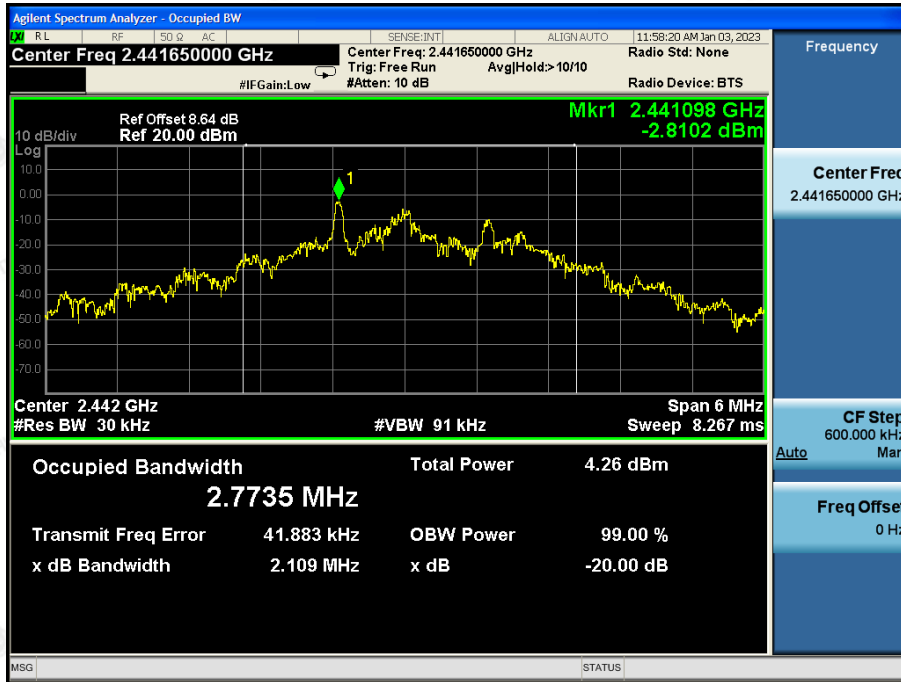 Agilent Spectrum Analyzer - Occupied BW
LXI RL RF 50 Ω AC SENSE:INT ALIGN AUTO 11:58:20 AM Jan 03, 2023
Center Freq 2.441650000 GHz
Center Freq: 2.441650000 GHz Radio Std: None
Trig: Free Run Avg|Hold:>10/10
#IFGain:Low #Atten: 10 dB Radio Device: BTS
Frequency
Mkr1 2.441098 GHz
-2.8102 dBm
Ref Offset 8.64 dB
10 dB/div Ref 20.00 dBm
Log
10.0
0.00
-10.0
-20.0
-30.0
-40.0
-50.0
-60.0
-70.0
1
Center 2.442 GHz Span 6 MHz
#Res BW 30 kHz #VBW 91 kHz Sweep 8.267 ms
Occupied Bandwidth Total Power 4.26 dBm
2.7735 MHz
Transmit Freq Error 41.883 kHz OBW Power 99.00 %
x dB Bandwidth 2.109 MHz x dB -20.00 dB
Center Freq
2.441650000 GHz
CF Step
600.000 kHz
Auto Man
Freq Offset
0 Hz
MSG STATUS